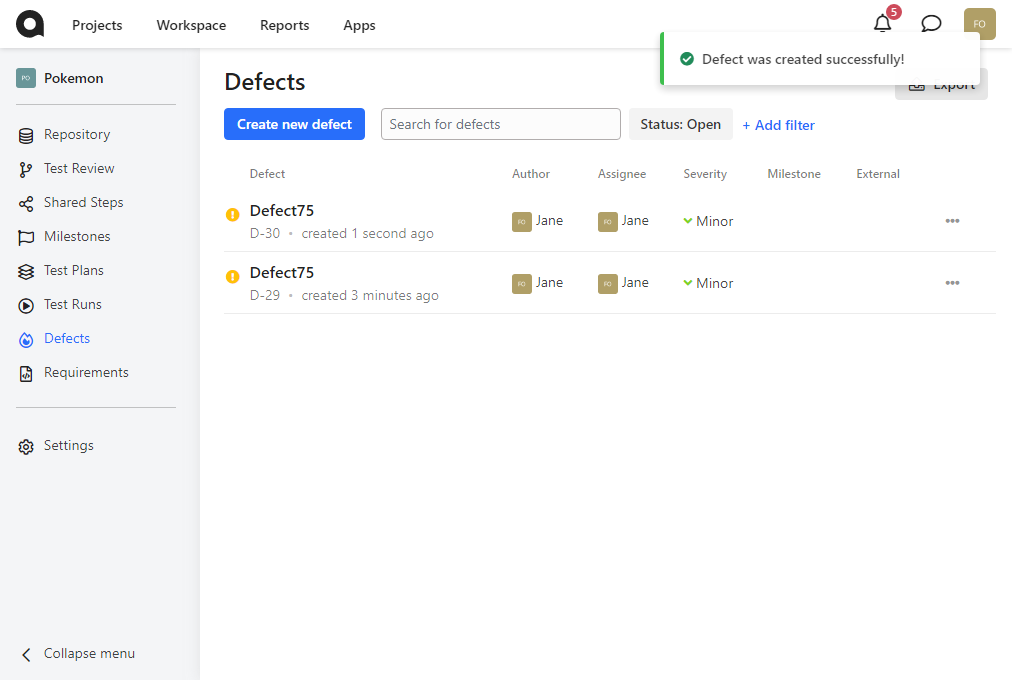 Projects Workspace Reports Apps 5 FO
Defect was created successfully!
PO Pokemon
Repository
Test Review
Shared Steps
Milestones
Test Plans
Test Runs
Defects
Requirements
Settings
Collapse menu
Defects
Export
Create new defect Search for defects Status: Open + Add filter
Defect Author Assignee Severity Milestone External
Defect75 FO Jane FO Jane Minor
D-30 • created 1 second ago
Defect75 FO Jane FO Jane Minor
D-29 • created 3 minutes ago